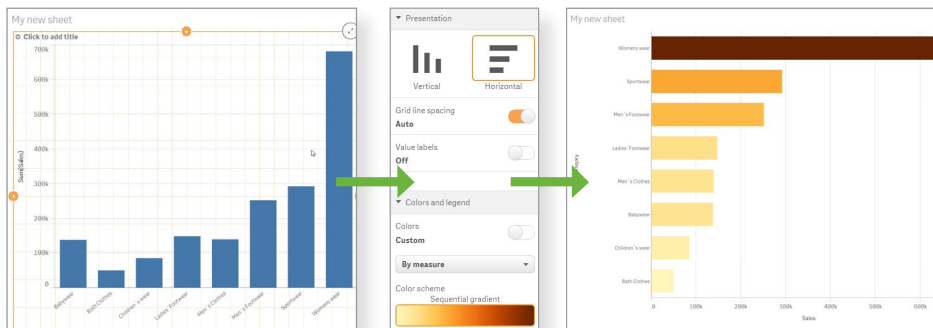 My new sheet
Click to add title
700k
600k
500k
400k
300k
200k
100k
0
Sum(Sales)
Babywear
Bath Clothes
Children´s wear
Ladies´Footwear
Men´s Clothes
Men´s Footwear
Sportwear
Womens wear
Presentation
Vertical
Horizontal
Grid line spacing
Auto
Value labels
Off
Colors and legend
Colors
Custom
By measure
Color scheme
Sequential gradient
My new sheet
Womens wear
Sportwear
Men´s Footwear
Ladies´Footwear
Men´s Clothes
Babywear
Children´s wear
Bath Clothes
0
100k
200k
300k
400k
500k
600k
Sales